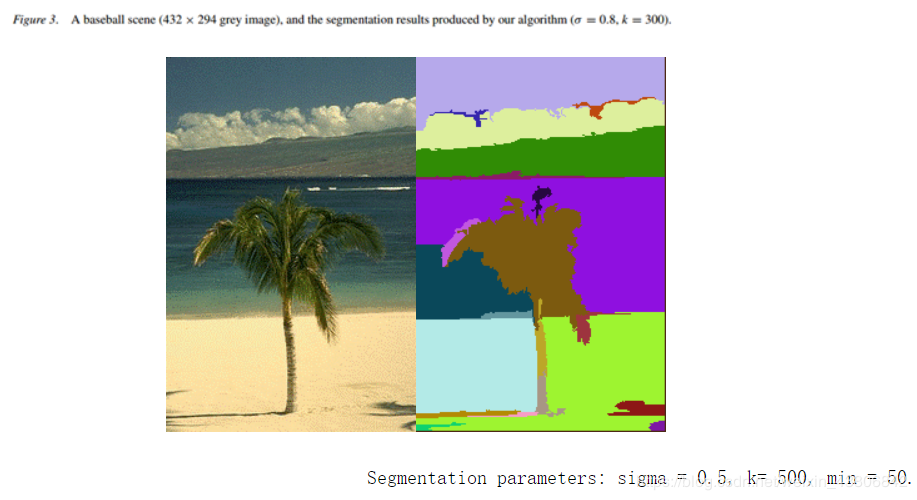 Figure 3. A baseball scene (432 × 294 grey image), and the segmentation results produced by our algorithm (σ = 0.8, k = 300).
Segmentation parameters: sigma = 0.5, k= 500, min = 50.